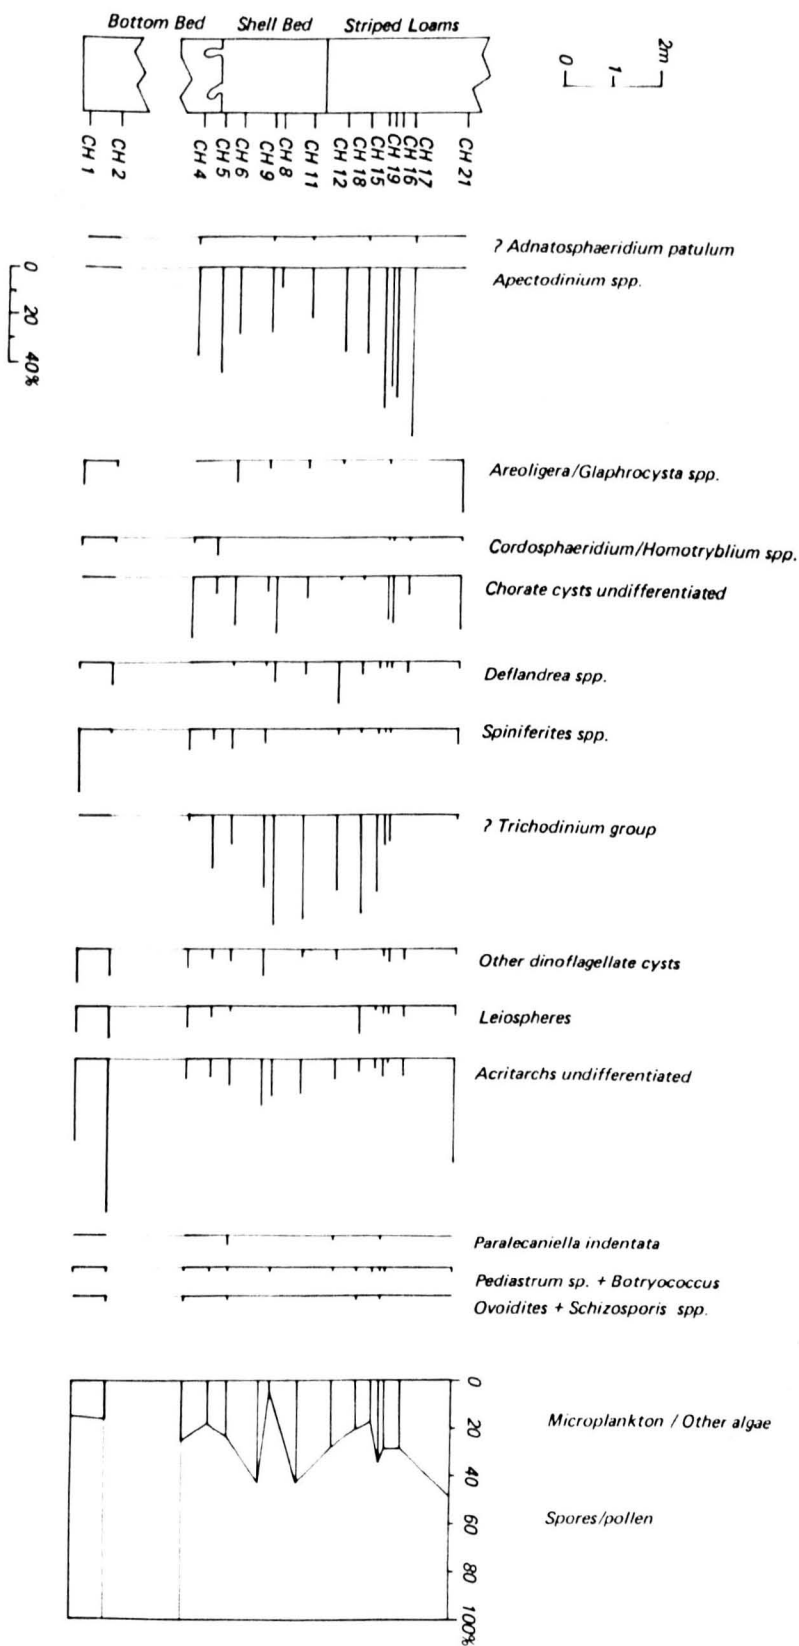 Bottom Bed Shell Bed Striped Loams
0 1 2m
CH 1
CH 2
CH 4
CH 5
CH 6
CH 9
CH 8
CH 11
CH 12
CH 18
CH 15
CH 19
CH 16
CH 17
CH 21
? Adnatosphaeridium patulum
0 20 40%
Apectodinium spp.
Areoligera/Glaphrocysta spp.
Cordosphaeridium/Homotryblium spp.
Chorate cysts undifferentiated
Deflandrea spp.
Spiniferites spp.
? Trichodinium group
Other dinoflagellate cysts
Leiospheres
Acritarchs undifferentiated
Paralecaniella indentata
Pediastrum sp. + Botryococcus
Ovoidites + Schizosporis spp.
0
20
40
60
80
100%
Microplankton / Other algae
Spores/pollen